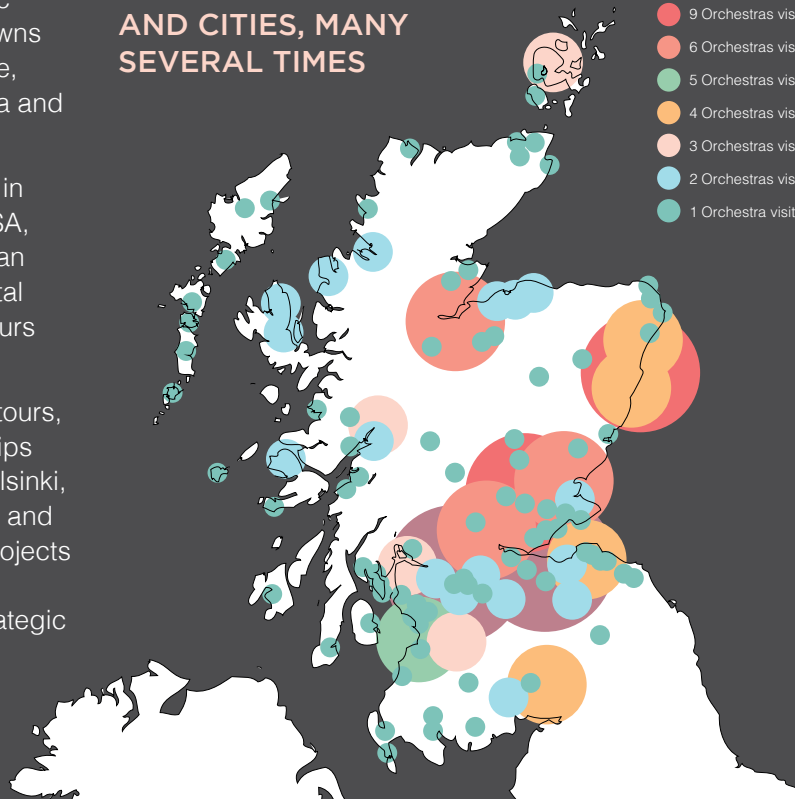 wns
e,
a and
in
SA,
an
tal
urs
tours,
ips
lsinki,
and
ojects
ategic
AND CITIES, MANY
SEVERAL TIMES
9 Orchestras vis
6 Orchestras vis
5 Orchestras vis
4 Orchestras vis
3 Orchestras vis
2 Orchestras vis
1 Orchestra visit